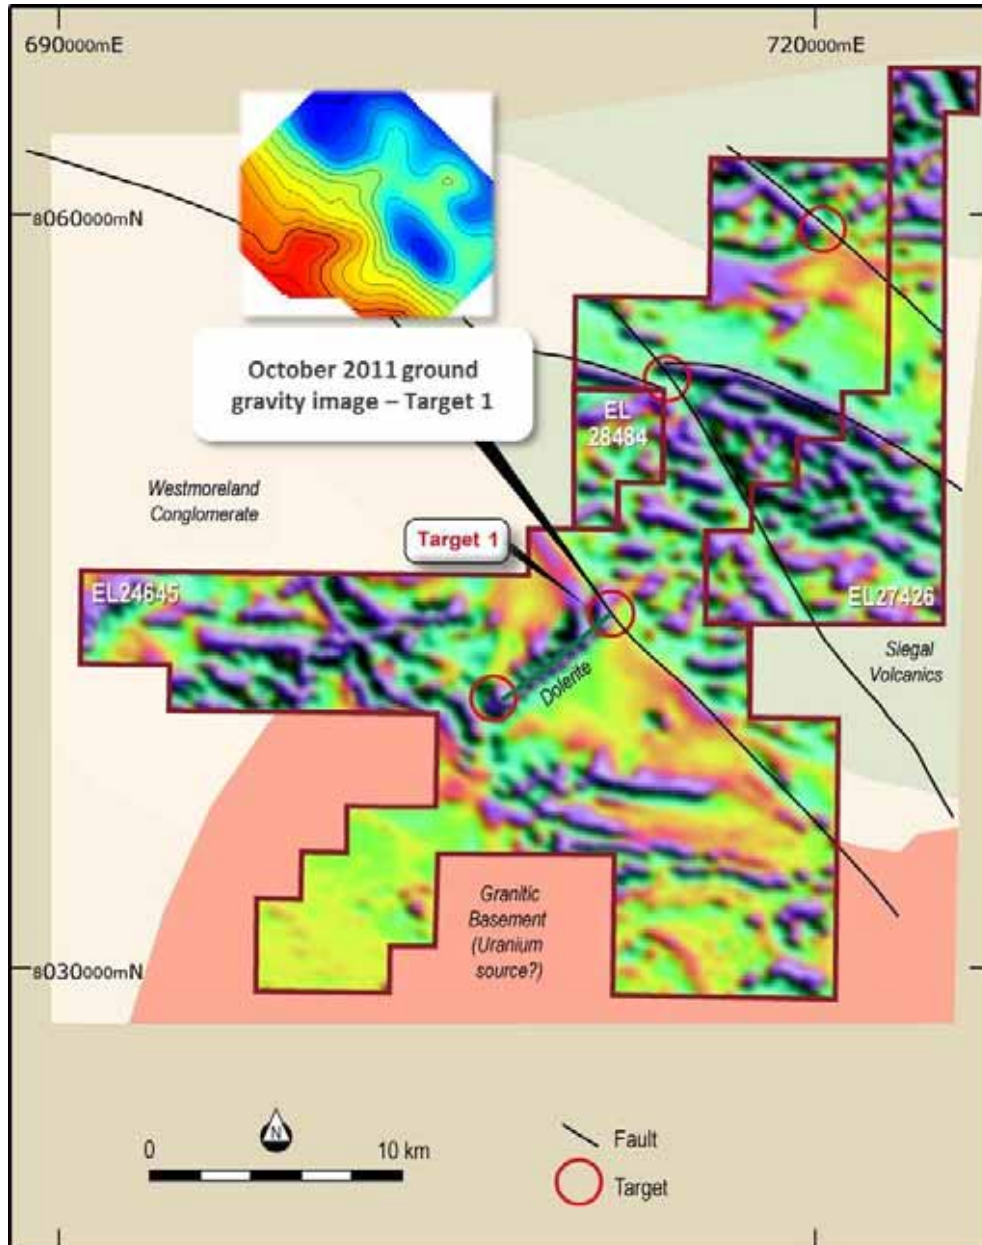 690000mE
720000mE
8060000mN
October 2011 ground
gravity image – Target 1
EL
28484
Westmoreland
Conglomerate
Target 1
EL24645
EL27426
Siegal
Volcanics
Dolerite
Granitic
Basement
(Uranium
source?)
8030000mN
N
0
10 km
Fault
Target